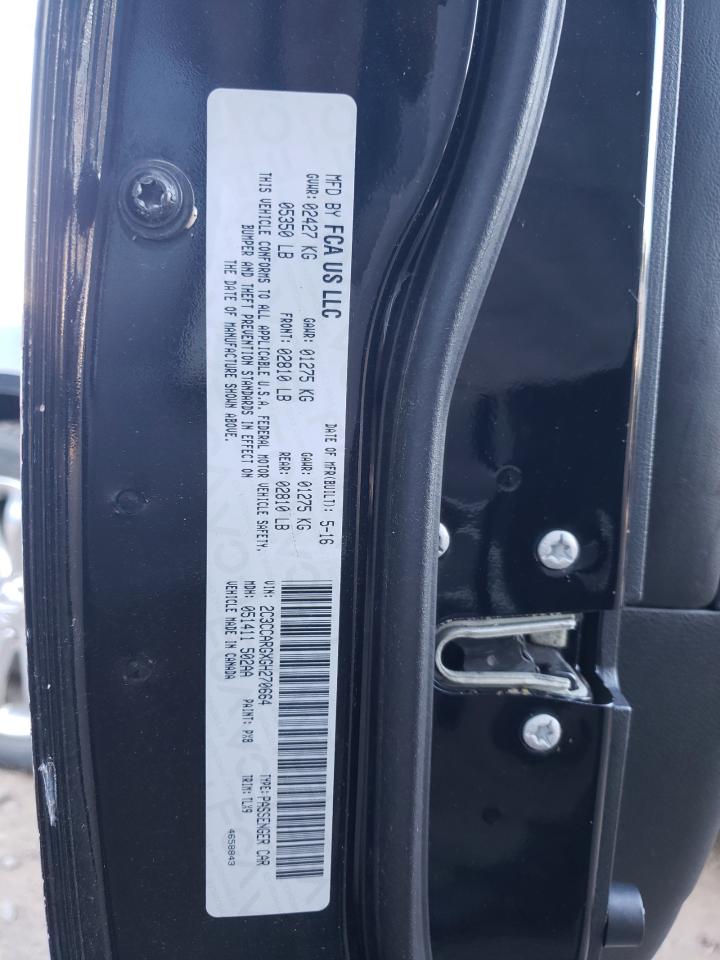 MFD BY FCA US LLC
DATE OF MFR(BUILT): 5-16
GVWR: 02427 KG GAWR: 01275 KG GAWR: 01275 KG
05350 LB FRONT: 02810 LB REAR: 02810 LB
THIS VEHICLE CONFORMS TO ALL APPLICABLE U.S.A. FEDERAL MOTOR VEHICLE SAFETY,
BUMPER AND THEFT PREVENTION STANDARDS IN EFFECT ON
THE DATE OF MANUFACTURE SHOWN ABOVE.
VIN: 2C3CCARGXGH270664 TYPE: PASSENGER CAR
MDH: 051411 502AA PAINT: PX8 TRIM: TLX9
VEHICLE MADE IN CANADA 4658843